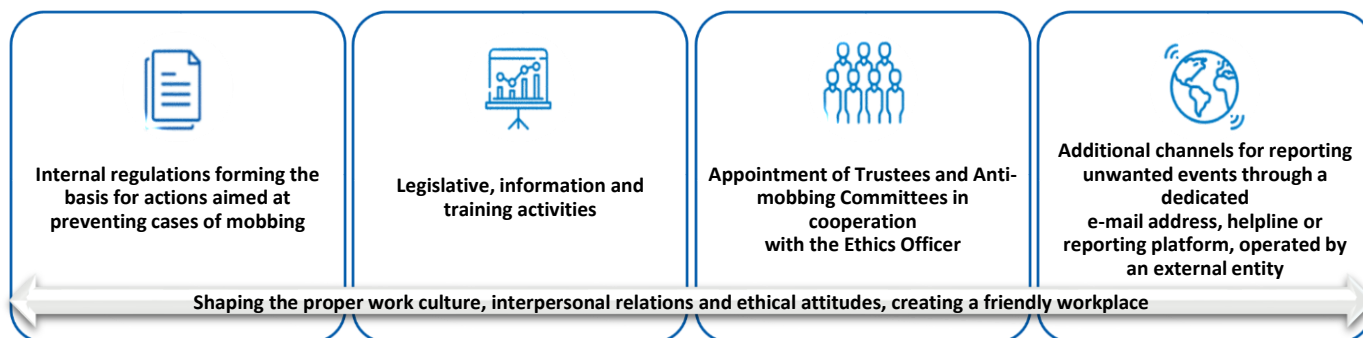 Internal regulations forming the
basis for actions aimed at
preventing cases of mobbing
Legislative, information and
training activities
Appointment of Trustees and Anti-
mobbing Committees in
cooperation
with the Ethics Officer
Additional channels for reporting
unwanted events through a
dedicated
e-mail address, helpline or
reporting platform, operated by
an external entity
Shaping the proper work culture, interpersonal relations and ethical attitudes, creating a friendly workplace